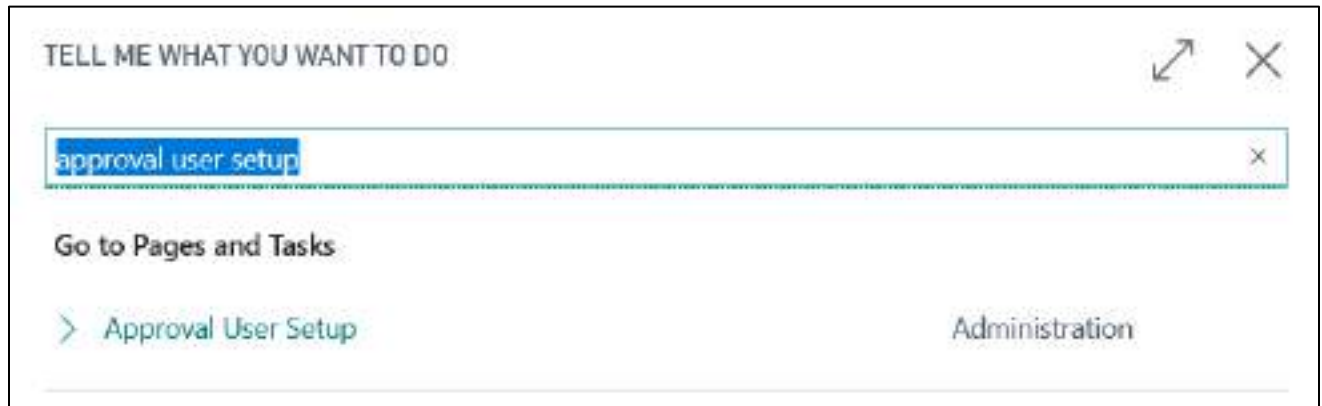 TELL ME WHAT YOU WANT TO DO
approval user setup
Go to Pages and Tasks
Approval User Setup Administration